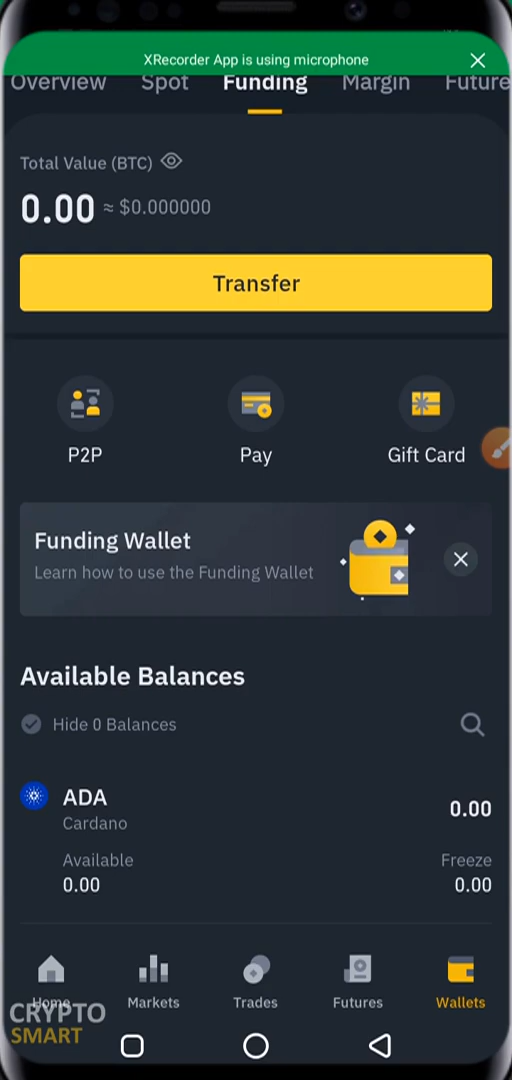 XRecorder App is using microphone
Overview Spot Funding Margin Future
Total Value (BTC)
0.00 ≈ $0.000000
Transfer
P2P Pay Gift Card
Funding Wallet
Learn how to use the Funding Wallet
Available Balances
Hide 0 Balances
ADA 0.00
Cardano
Available Freeze
0.00 0.00
Home Markets Trades Futures Wallets
CRYPTO
SMART